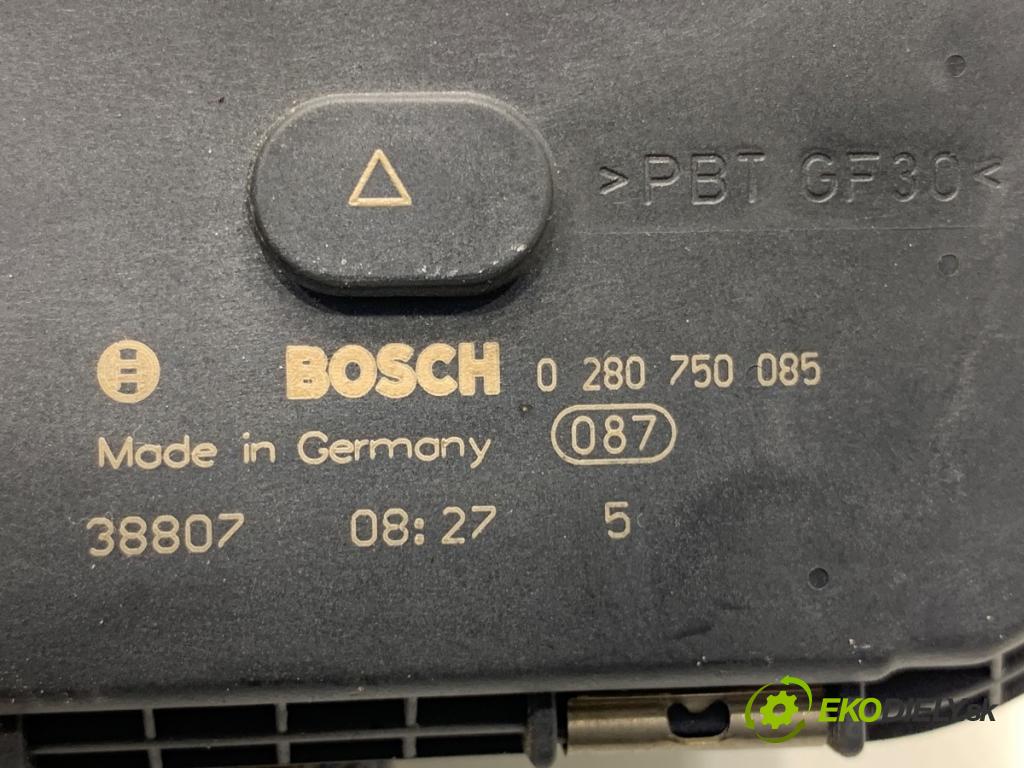 >PBT GF30<
BOSCH 0 280 750 085
Made in Germany 087
38807 08:27 5
EKODIELY.sk